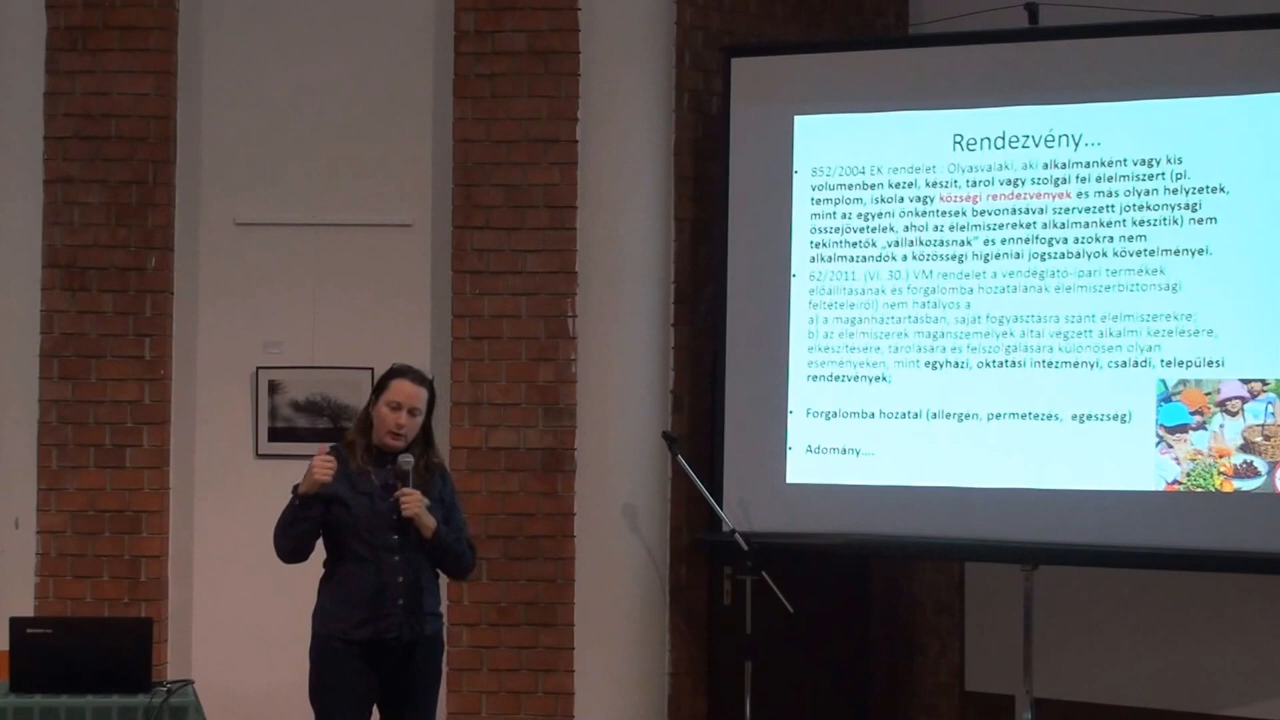 Rendezvény...
• 852/2004 EK rendelet : Olyasvalaki, aki alkalmanként vagy kis
volumenben kezel, készít, tárol vagy szolgál fel élelmiszert (pl.
templom, iskola vagy községi rendezvények és más olyan helyzetek,
mint az egyéni önkéntesek bevonásával szervezett jótékonysági
összejövetelek, ahol az élelmiszereket alkalmanként készítik) nem
tekinthetők „vállalkozásnak” és ennélfogva azokra nem
alkalmazandók a közösségi higiéniai jogszabályok követelményei.
• 62/2011. (VI. 30.) VM rendelet a vendéglátó-ipari termékek
előállításának és forgalomba hozatalának élelmiszerbiztonsági
feltételeiről) nem hatályos a
a) a magánháztartásban, saját fogyasztásra szánt élelmiszerekre;
b) az élelmiszerek magánszemélyek által végzett alkalmi kezelésére,
elkészítésére, tárolására és felszolgálására különösen olyan
eseményeken, mint egyházi, oktatási intézményi, családi, települési
rendezvények;
• Forgalomba hozatal (allergén, permetezés, egészség)
• Adomány....